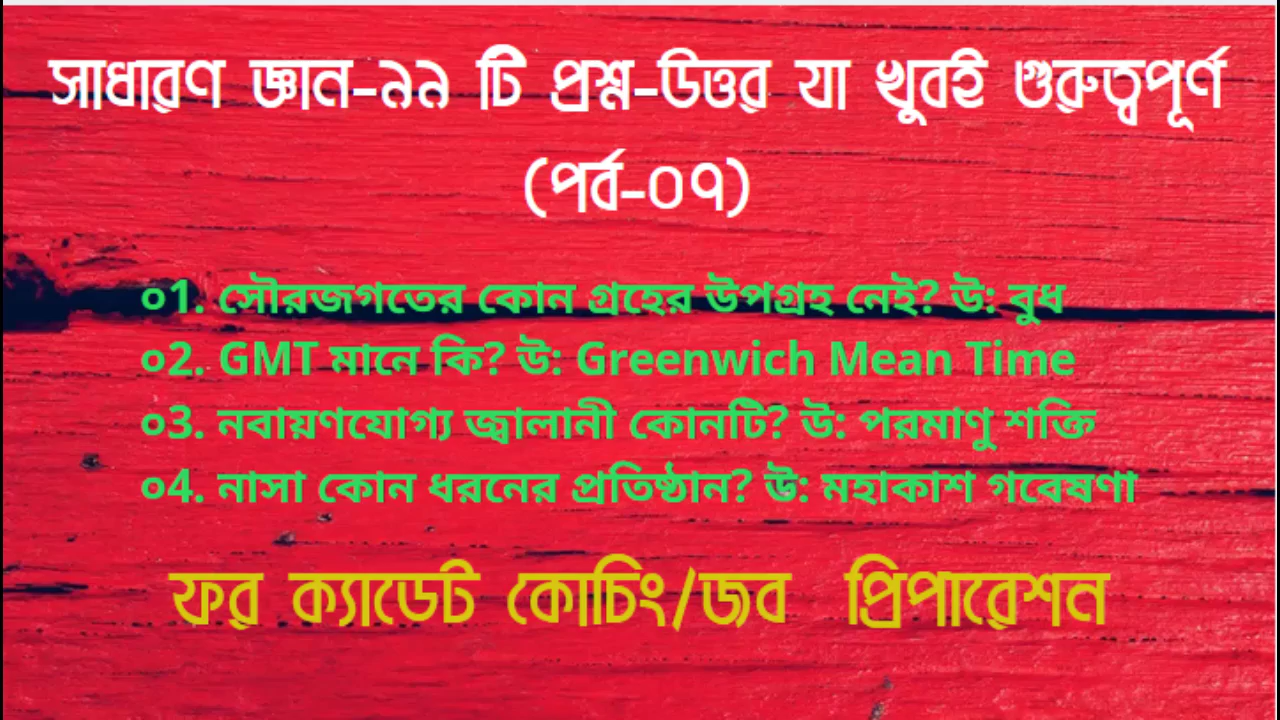 সাধারণ জ্ঞান-৯৯ টি প্রশ্ন-উত্তর যা খুবই গুরুত্বপূর্ণ
(পর্ব-০৭)
০1. সৌরজগতের কোন গ্রহের উপগ্রহ নেই? উ: বুধ
০2. GMT মানে কি? উ: Greenwich Mean Time
০3. নবায়ণযোগ্য জ্বালানী কোনটি? উ: পরমাণু শক্তি
০4. নাসা কোন ধরনের প্রতিষ্ঠান? উ: মহাকাশ গবেষণা
ফর ক্যাডেট কোচিং/জব প্রিপারেশন